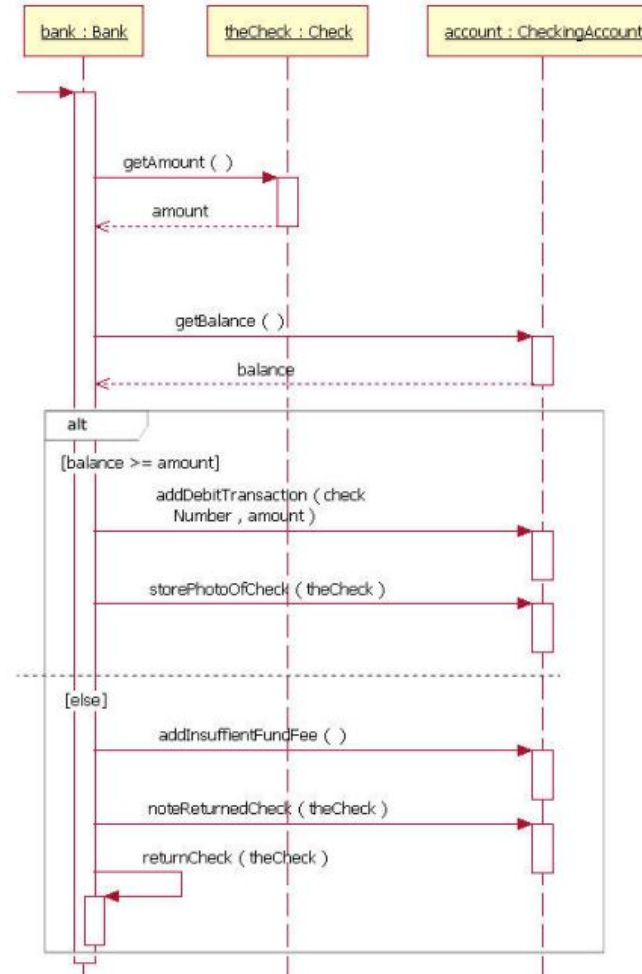 bank : Bank
theCheck : Check
account : CheckingAccount
getAmount ( )
amount
getBalance ( )
balance
alt
[balance >= amount]
addDebitTransaction ( check
Number , amount )
storePhotoOfCheck ( theCheck )
[else]
addInsuffientFundFee ( )
noteReturnedCheck ( theCheck )
returnCheck ( theCheck )